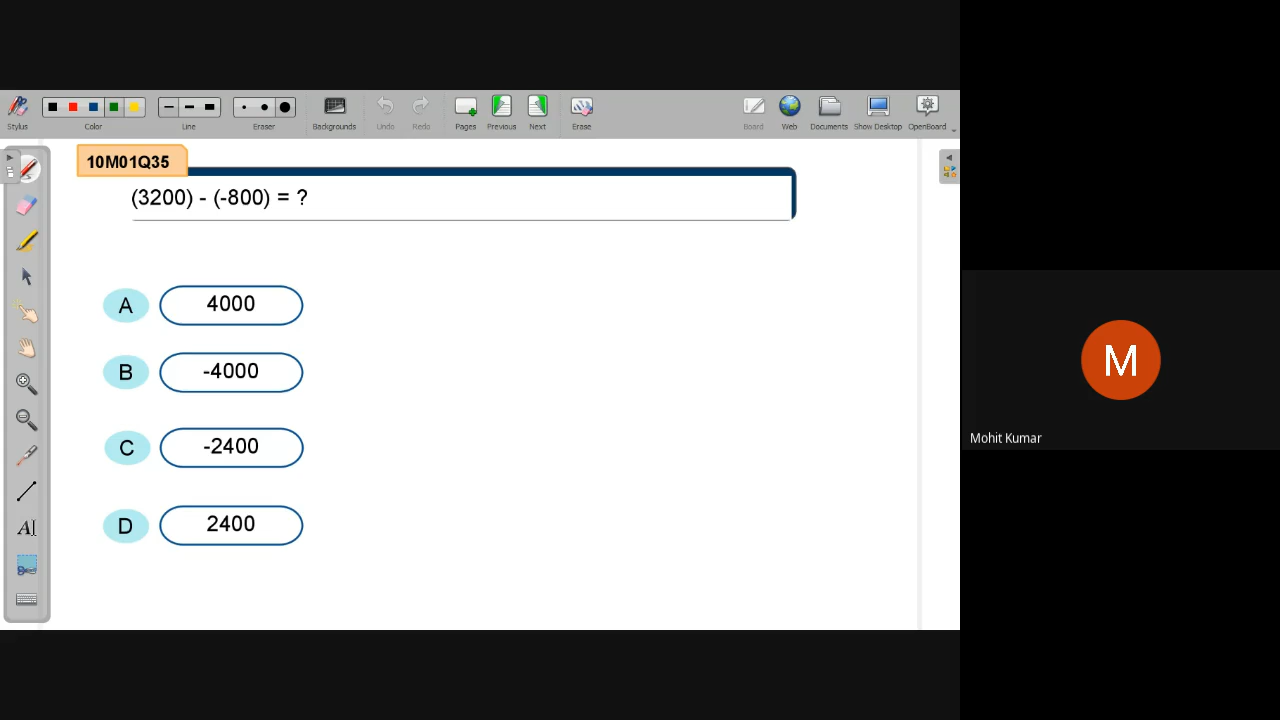 Stylus
Color
Line
Eraser
Backgrounds
Undo
Redo
Pages
Previous
Next
Erase
Board
Web
Documents
Show Desktop
OpenBoard
10M01Q35
(3200) - (-800) = ?
A 4000
B -4000
C -2400
D 2400
M
Mohit Kumar